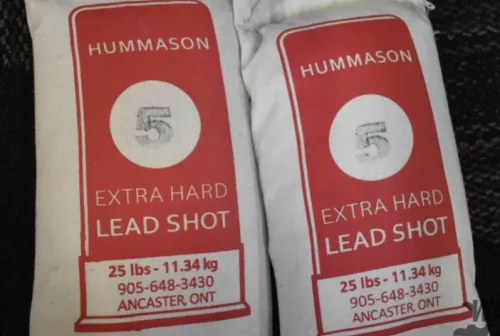 HUMMASON
5
EXTRA HARD
LEAD SHOT
25 lbs - 11.34 kg
905-648-3430
ANCASTER, ONT
HUMMASON
5
EXTRA HARD
LEAD SHOT
25 lbs - 11.34 kg
905-648-3430
ANCASTER, ONT